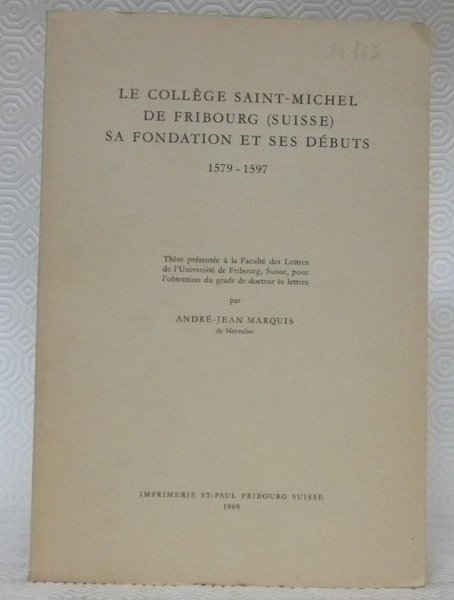 LE COLLÈGE SAINT-MICHEL
DE FRIBOURG (SUISSE)
SA FONDATION ET SES DÉBUTS
1579 - 1597
Thèse présentée à la Faculté des Lettres
de l'Université de Fribourg, Suisse, pour
l'obtention du grade de docteur ès lettres
par
ANDRÉ-JEAN MARQUIS
de Mervelier
IMPRIMERIE ST-PAUL FRIBOURG SUISSE
1969